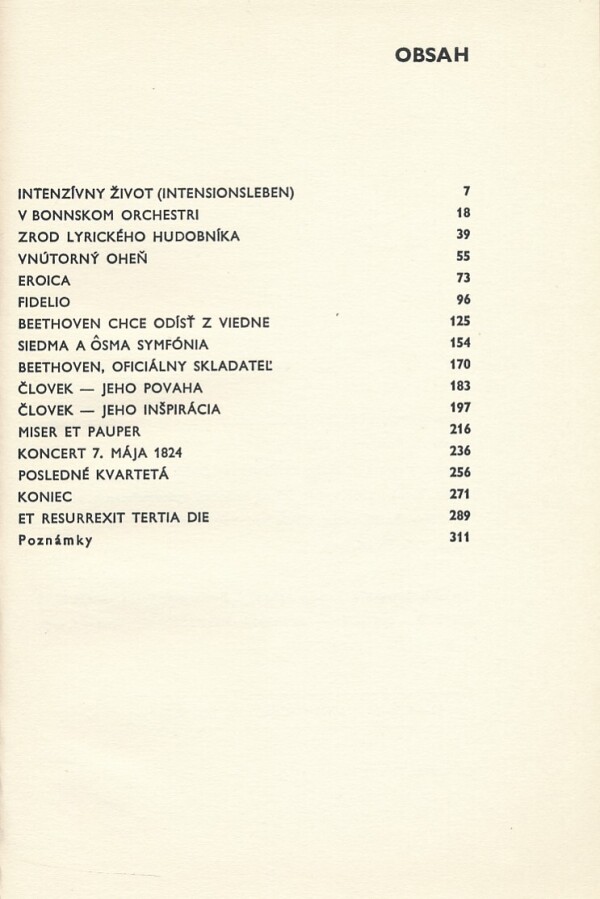 OBSAH
INTENZÍVNY ŽIVOT (INTENSIONSLEBEN) 7
V BONNSKOM ORCHESTRI 18
ZROD LYRICKÉHO HUDOBNÍKA 39
VNÚTORNÝ OHEŇ 55
EROICA 73
FIDELIO 96
BEETHOVEN CHCE ODÍSŤ Z VIEDNE 125
SIEDMA A ÔSMA SYMFÓNIA 154
BEETHOVEN, OFICIÁLNY SKLADATEĽ 170
ČLOVEK — JEHO POVAHA 183
ČLOVEK — JEHO INŠPIRÁCIA 197
MISER ET PAUPER 216
KONCERT 7. MÁJA 1824 236
POSLEDNÉ KVARTETÁ 256
KONIEC 271
ET RESURREXIT TERTIA DIE 289
Poznámky 311